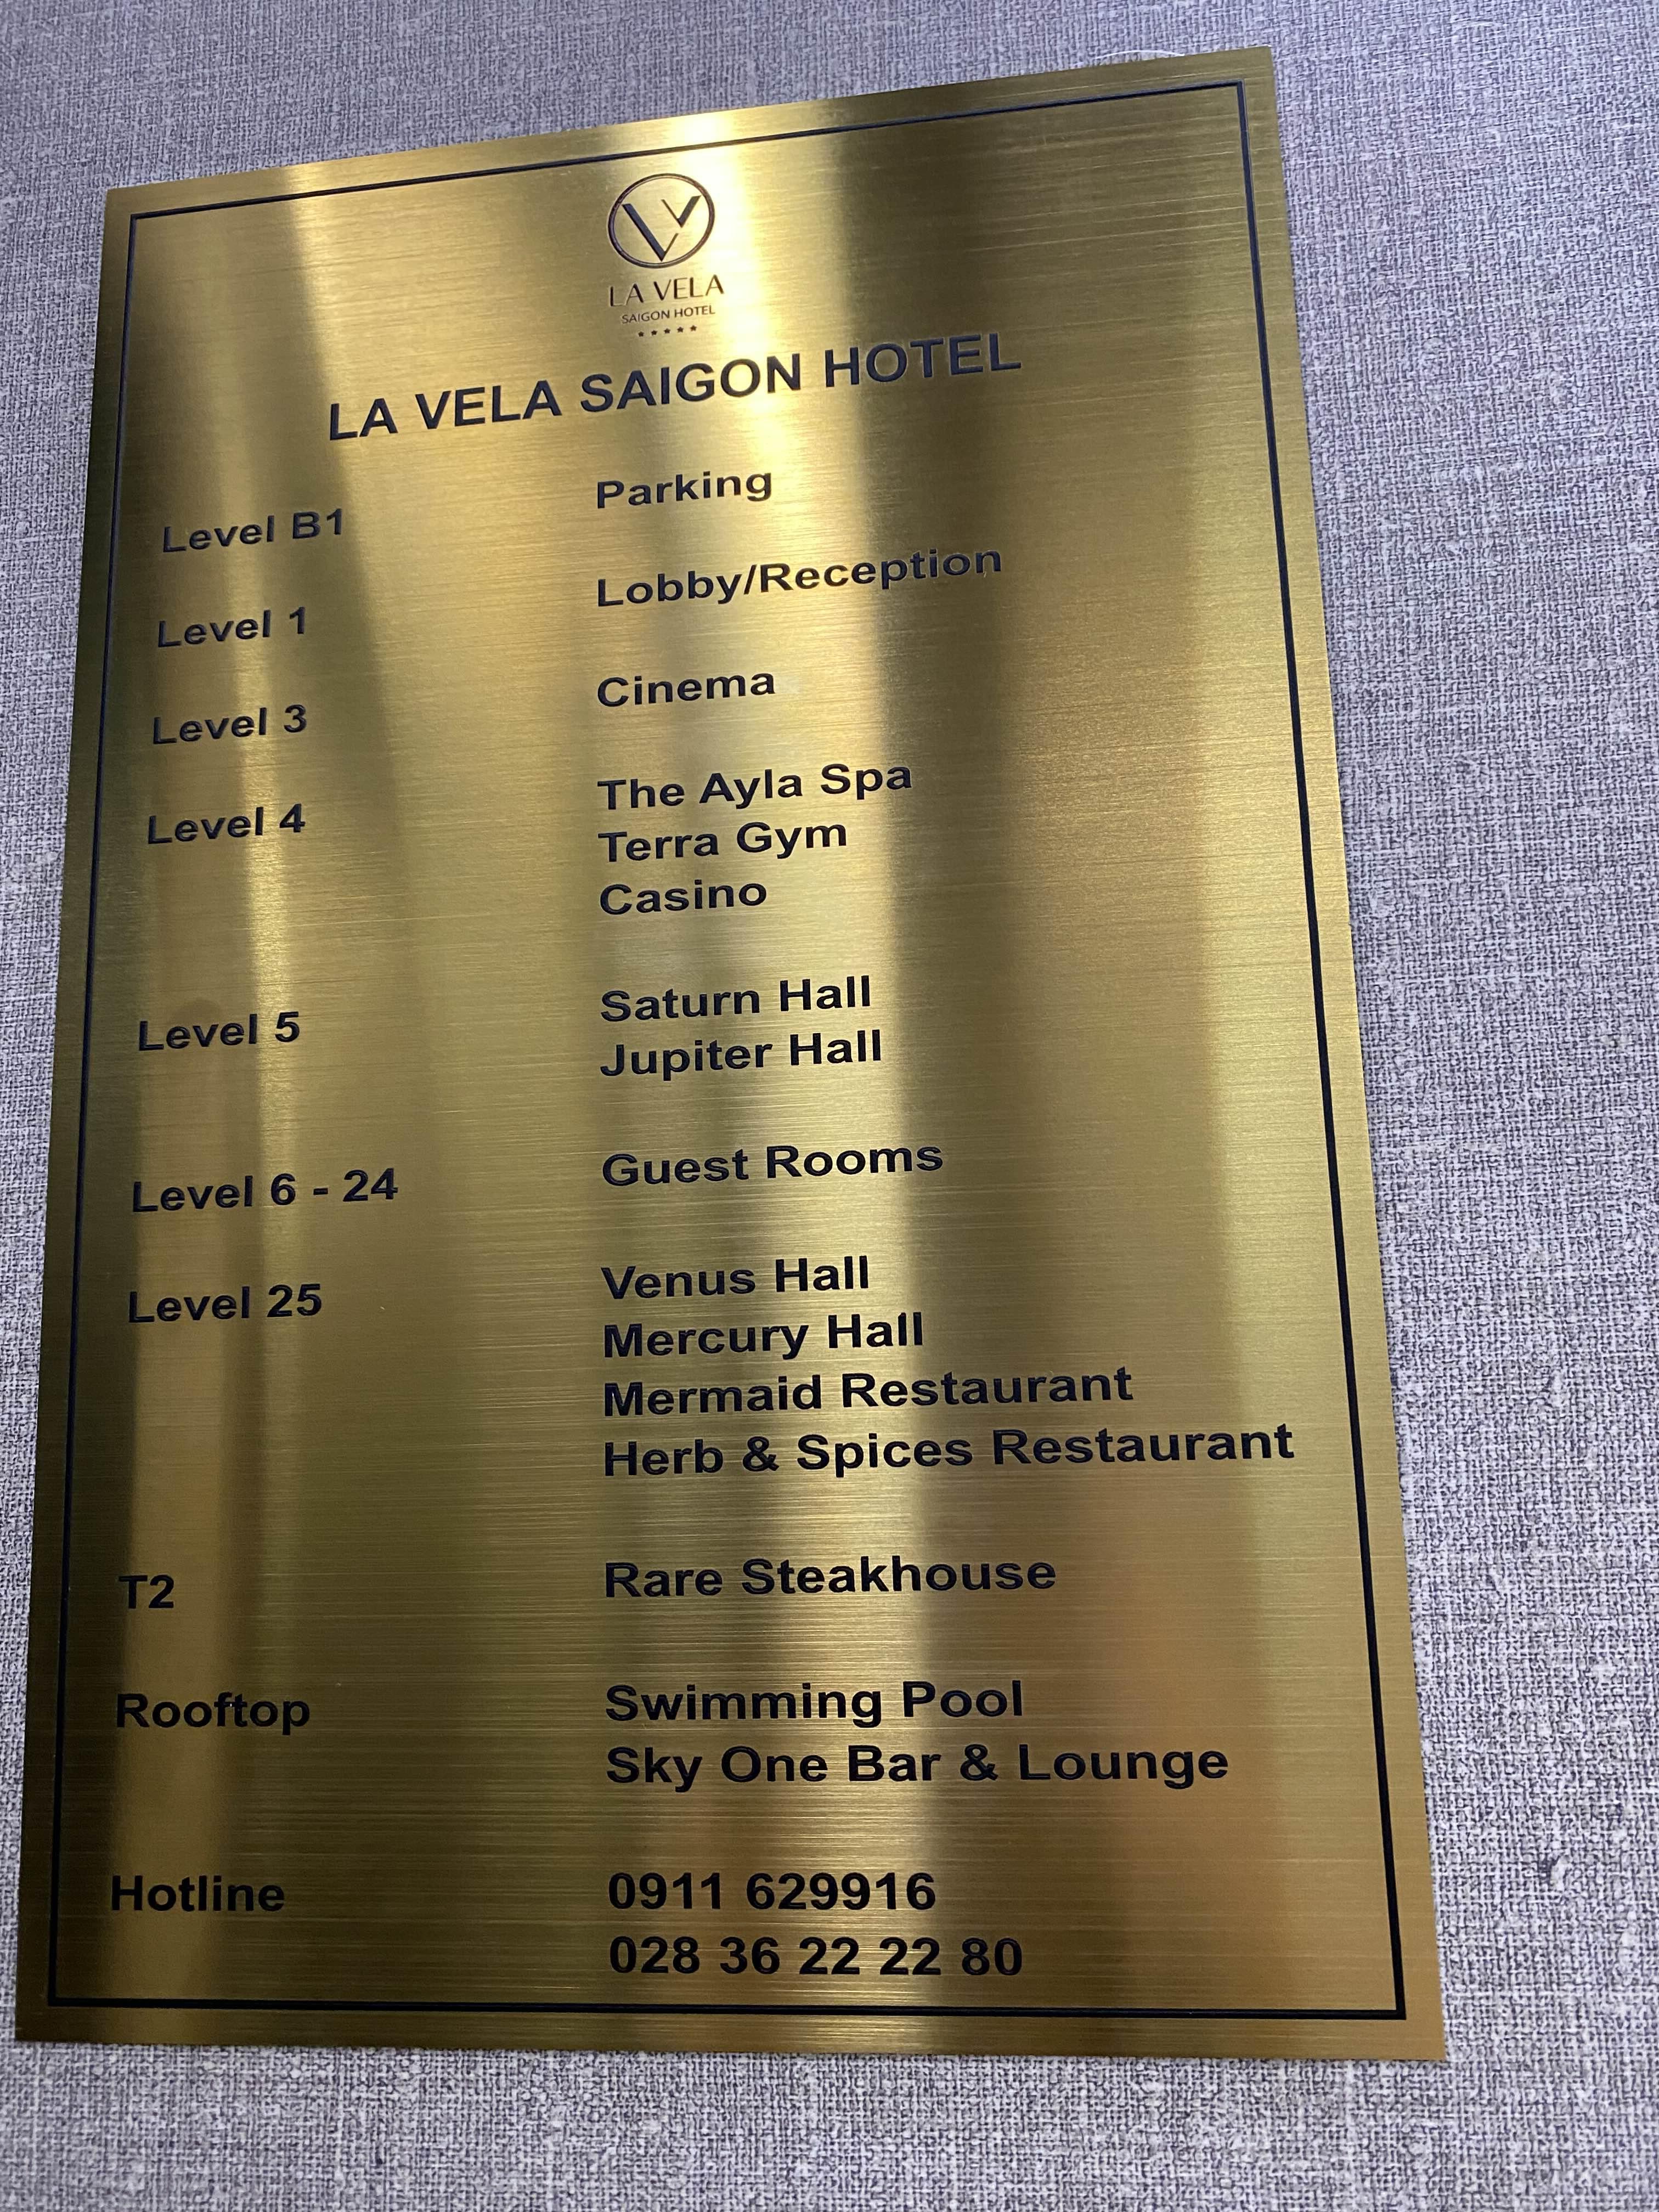 LA VELA
SAIGON HOTEL
★★★★★
LA VELA SAIGON HOTEL
Level B1 Parking
Level 1 Lobby/Reception
Level 3 Cinema
Level 4 The Ayla Spa
Terra Gym
Casino
Level 5 Saturn Hall
Jupiter Hall
Level 6 - 24 Guest Rooms
Level 25 Venus Hall
Mercury Hall
Mermaid Restaurant
Herb & Spices Restaurant
T2 Rare Steakhouse
Rooftop Swimming Pool
Sky One Bar & Lounge
Hotline 0911 629916
028 36 22 22 80